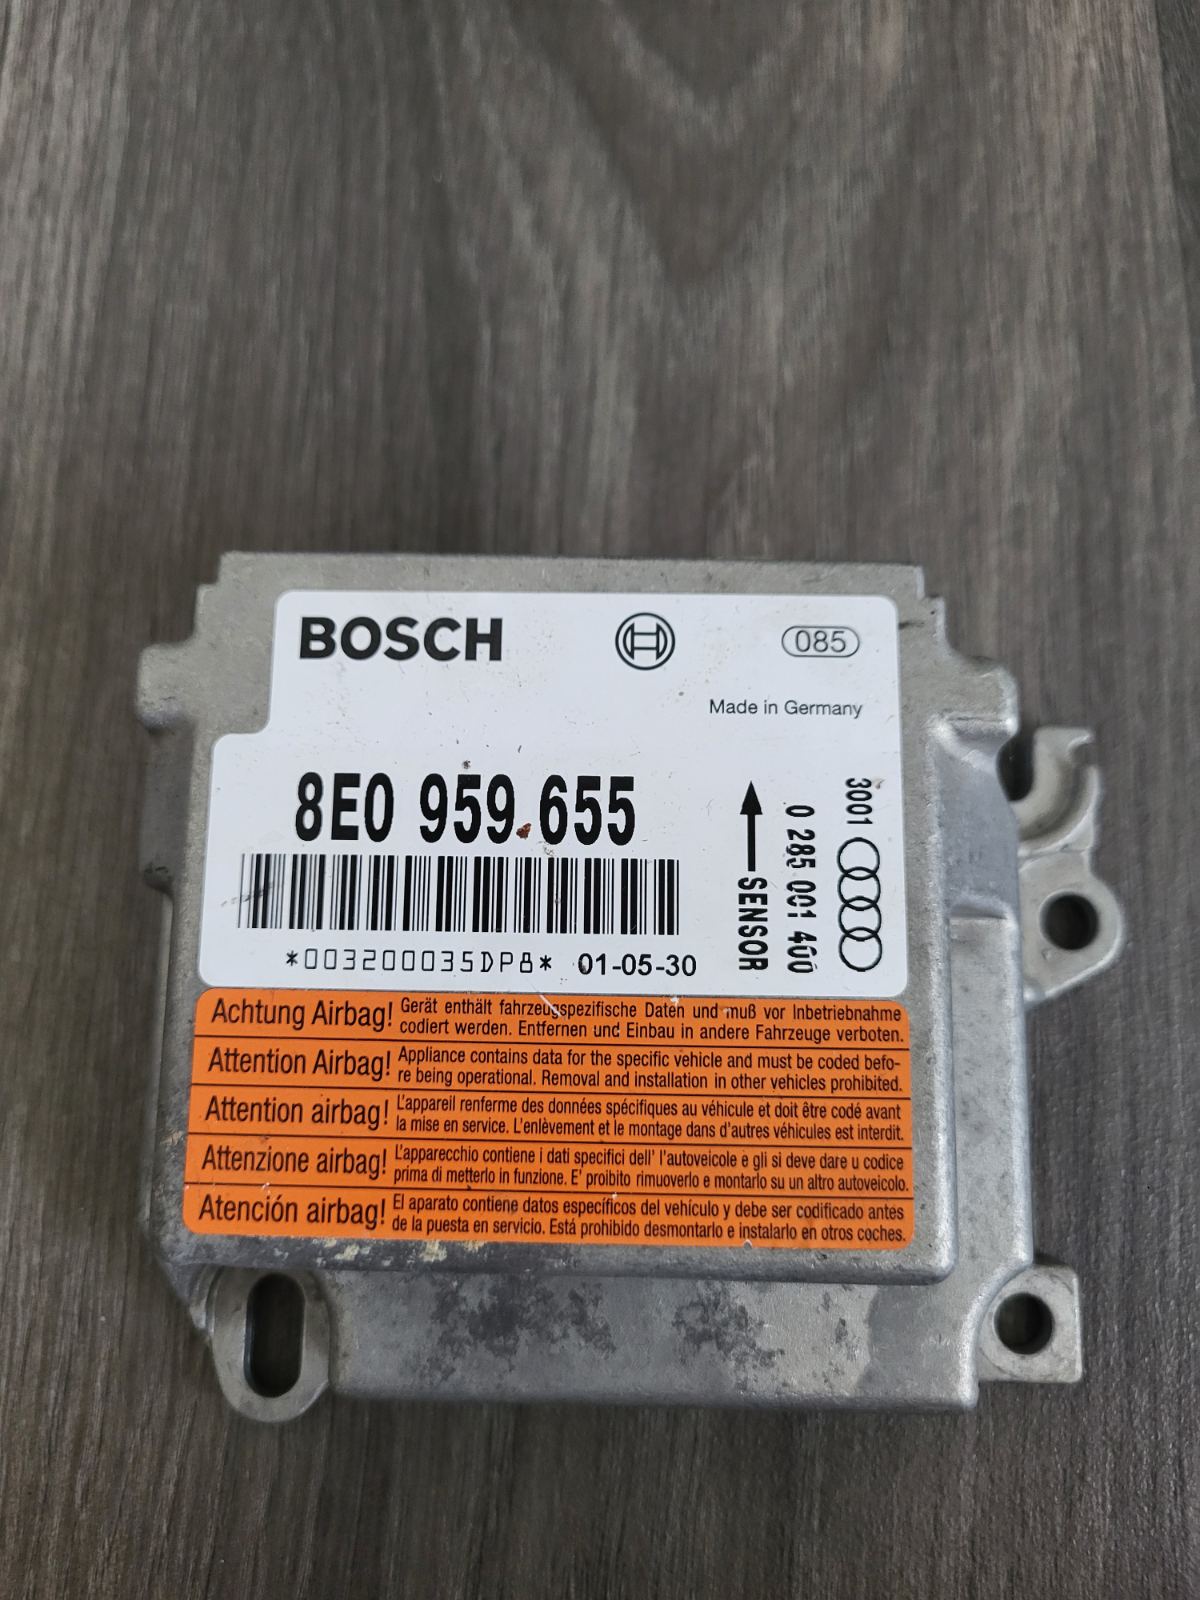 BOSCH
085
Made in Germany
8E0 959 655
*003200035DP8* 01-05-30
SENSOR
0 285 001 400
3001
Achtung Airbag! Gerät enthält fahrzeugspezifische Daten und muß vor Inbetriebnahme
codiert werden. Entfernen und Einbau in andere Fahrzeuge verboten.
Attention Airbag! Appliance contains data for the specific vehicle and must be coded befo-
re being operational. Removal and installation in other vehicles prohibited.
Attention airbag! L'appareil renferme des données spécifiques au véhicule et doit être codé avant
la mise en service. L'enlèvement et le montage dans d'autres véhicules est interdit.
Attenzione airbag! L'apparecchio contiene i dati specifici dell' l'autoveicole e gli si deve dare u codice
prima di metterlo in funzione. E' proibito rimuoverlo e montarlo su un altro autoveicolo.
Atención airbag! El aparato contiene datos específicos del vehículo y debe ser codificado antes
de la puesta en servicio. Está prohibido desmontarlo e instalarlo en otros coches.